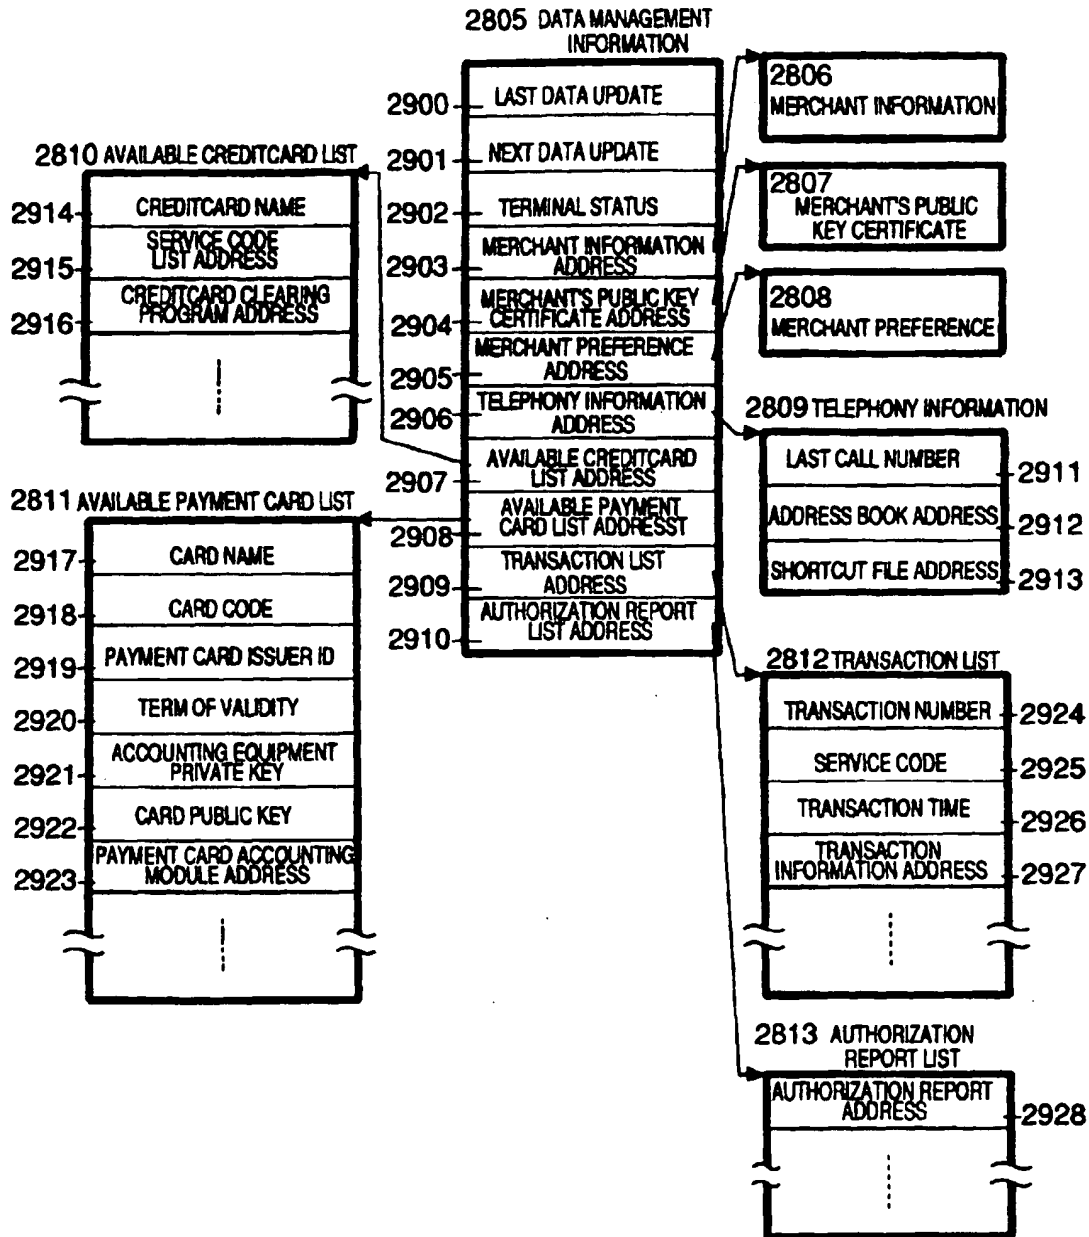 2805 DATA MANAGEMENT
INFORMATION
2900 LAST DATA UPDATE
2901 NEXT DATA UPDATE
2902 TERMINAL STATUS
MERCHANT INFORMATION
2903 ADDRESS
MERCHANT'S PUBLIC KEY
2904 CERTIFICATE ADDRESS
MERCHANT PREFERENCE
2905 ADDRESS
TELEPHONY INFORMATION
2906 ADDRESS
AVAILABLE CREDITCARD
2907 LIST ADDRESS
AVAILABLE PAYMENT
2908 CARD LIST ADDRESST
TRANSACTION LIST
2909 ADDRESS
AUTHORIZATION REPORT
2910 LIST ADDRESS
2810 AVAILABLE CREDITCARD LIST
2914 CREDITCARD NAME
SERVICE CODE
2915 LIST ADDRESS
CREDITCARD CLEARING
2916 PROGRAM ADDRESS
2811 AVAILABLE PAYMENT CARD LIST
2917 CARD NAME
2918 CARD CODE
2919 PAYMENT CARD ISSUER ID
2920 TERM OF VALIDITY
ACCOUNTING EQUIPMENT
2921 PRIVATE KEY
2922 CARD PUBLIC KEY
PAYMENT CARD ACCOUNTING
2923 MODULE ADDRESS
2806
MERCHANT INFORMATION
2807
MERCHANT'S PUBLIC
KEY CERTIFICATE
2808
MERCHANT PREFERENCE
2809 TELEPHONY INFORMATION
LAST CALL NUMBER 2911
ADDRESS BOOK ADDRESS 2912
SHORTCUT FILE ADDRESS 2913
2812 TRANSACTION LIST
TRANSACTION NUMBER 2924
SERVICE CODE 2925
TRANSACTION TIME 2926
TRANSACTION
INFORMATION ADDRESS 2927
2813 AUTHORIZATION
REPORT LIST
AUTHORIZATION REPORT
ADDRESS 2928